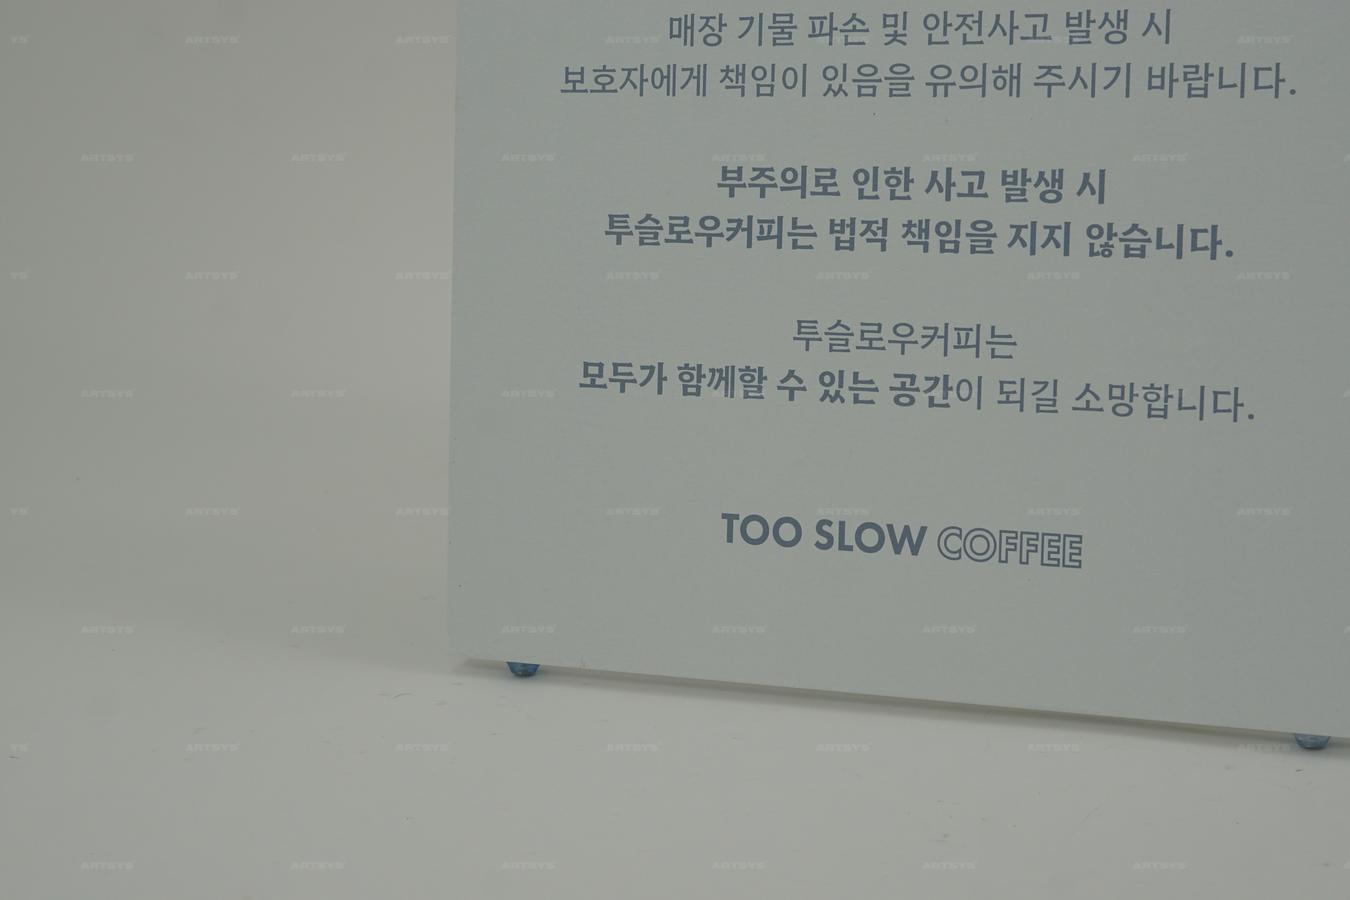 매장 기물 파손 및 안전사고 발생 시
보호자에게 책임이 있음을 유의해 주시기 바랍니다.
부주의로 인한 사고 발생 시
투슬로우커피는 법적 책임을 지지 않습니다.
투슬로우커피는
모두가 함께할 수 있는 공간이 되길 소망합니다.
TOO SLOW COFFEE
ARTSYS